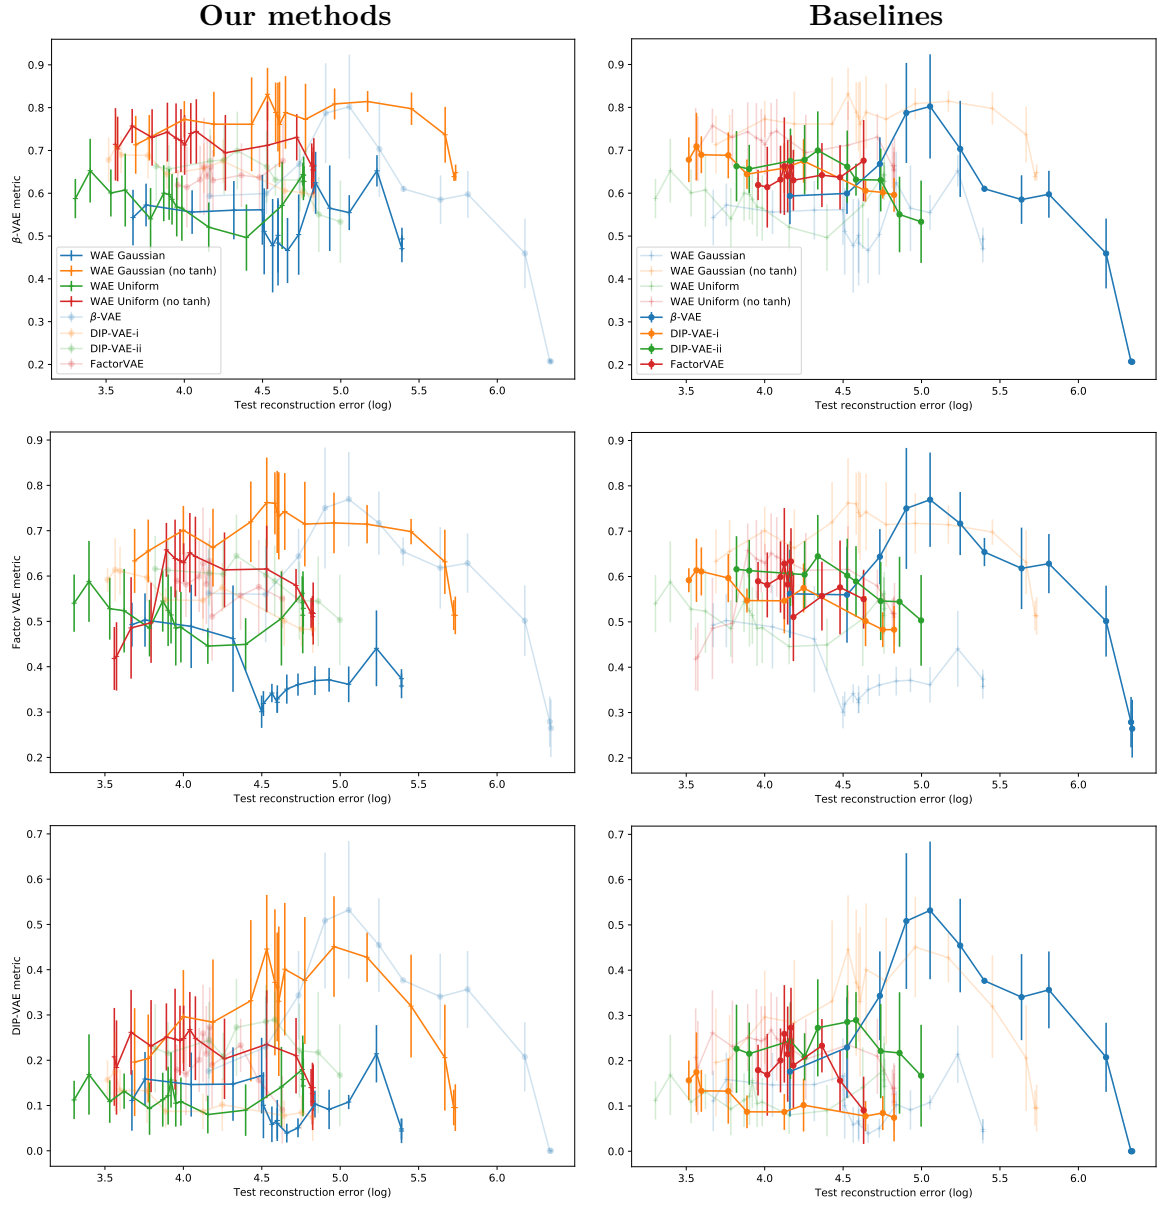 Our methods
Baselines
β-VAE metric
0.9
0.8
0.7
0.6
0.5
0.4
0.3
0.2
WAE Gaussian
WAE Gaussian (no tanh)
WAE Uniform
WAE Uniform (no tanh)
β-VAE
DIP-VAE-i
DIP-VAE-ii
FactorVAE
3.5 4.0 4.5 5.0 5.5 6.0
Test reconstruction error (log)
0.9
0.8
0.7
0.6
0.5
0.4
0.3
0.2
WAE Gaussian
WAE Gaussian (no tanh)
WAE Uniform
WAE Uniform (no tanh)
β-VAE
DIP-VAE-i
DIP-VAE-ii
FactorVAE
3.5 4.0 4.5 5.0 5.5 6.0
Test reconstruction error (log)
Factor VAE metric
0.9
0.8
0.7
0.6
0.5
0.4
0.3
0.2
3.5 4.0 4.5 5.0 5.5 6.0
Test reconstruction error (log)
0.9
0.8
0.7
0.6
0.5
0.4
0.3
0.2
3.5 4.0 4.5 5.0 5.5 6.0
Test reconstruction error (log)
DIP-VAE metric
0.7
0.6
0.5
0.4
0.3
0.2
0.1
0.0
3.5 4.0 4.5 5.0 5.5 6.0
Test reconstruction error (log)
0.7
0.6
0.5
0.4
0.3
0.2
0.1
0.0
3.5 4.0 4.5 5.0 5.5 6.0
Test reconstruction error (log)